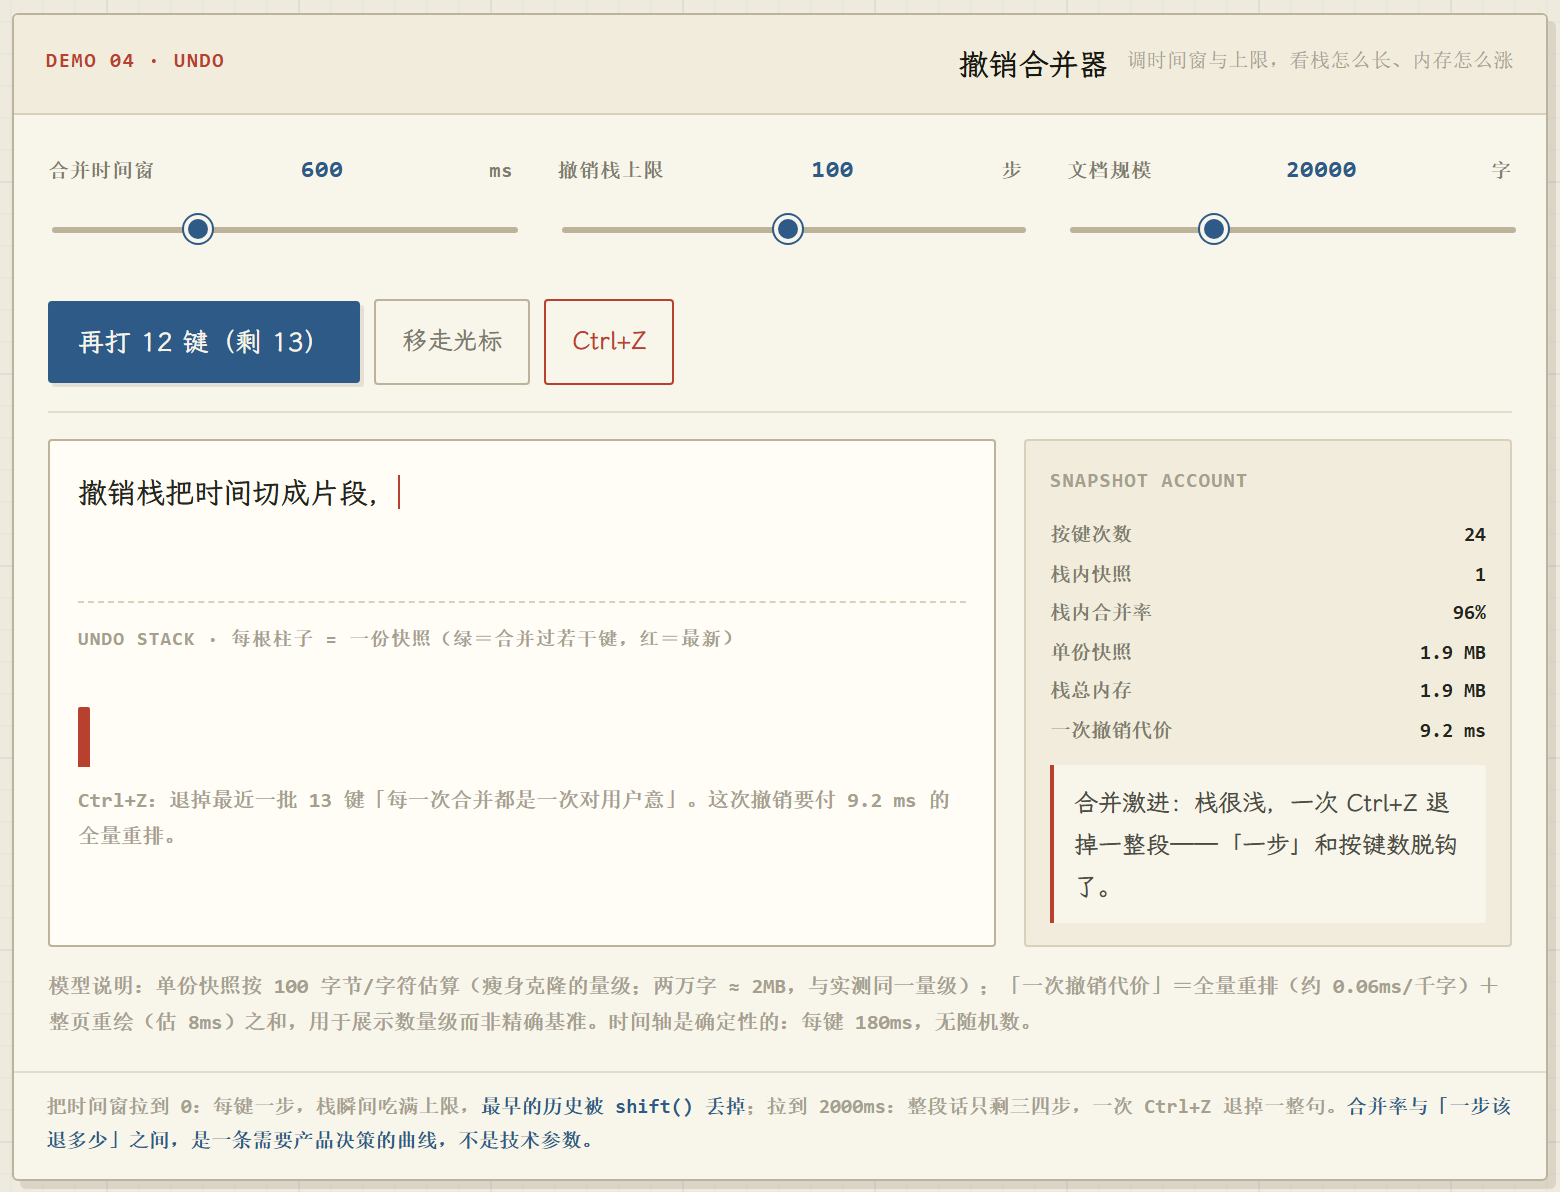 DEMO 04 · UNDO
撤销合并器 调时间窗与上限，看栈怎么长、内存怎么涨
合并时间窗 600 ms
撤销栈上限 100 步
文档规模 20000 字
再打 12 键（剩 13）
移走光标
Ctrl+Z
撤销栈把时间切成片段，
UNDO STACK · 每根柱子 = 一份快照（绿＝合并过若干键，红＝最新）
Ctrl+Z：退掉最近一批 13 键「每一次合并都是一次对用户意」。这次撤销要付 9.2 ms 的
全量重排。
SNAPSHOT ACCOUNT
按键次数 24
栈内快照 1
栈内合并率 96%
单份快照 1.9 MB
栈总内存 1.9 MB
一次撤销代价 9.2 ms
合并激进：栈很浅，一次 Ctrl+Z 退
掉一整段——「一步」和按键数脱钩
了。
模型说明：单份快照按 100 字节/字符估算（瘦身克隆的量级；两万字 ≈ 2MB，与实测同一量级）；「一次撤销代价」＝全量重排（约 0.06ms/千字）＋
整页重绘（估 8ms）之和，用于展示数量级而非精确基准。时间轴是确定性的：每键 180ms，无随机数。
把时间窗拉到 0：每键一步，栈瞬间吃满上限，最早的历史被 shift() 丢掉；拉到 2000ms：整段话只剩三四步，一次 Ctrl+Z 退掉一整句。合并率与「一步该
退多少」之间，是一条需要产品决策的曲线，不是技术参数。